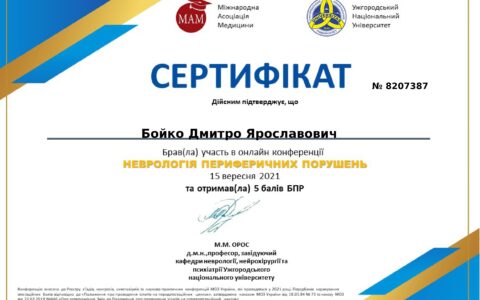 Міжнародна
Асоціація
Медицини
МАМ
Ужгородський
Національний
Університет
СЕРТИФІКАТ
№ 8207387
Дійсним підтверджує, що
Бойко Дмитро Ярославович
Брав(ла) участь в онлайн конференції
НЕВРОЛОГІЯ ПЕРИФЕРИЧНИХ ПОРУШЕНЬ
15 вересня 2021
та отримав(ла) 5 балів БПР
М.М. ОРОС
д.м.н.,професор, завідуючий
кафедри неврології, нейрохірургії та
психіатрії Ужгородського
національного університету